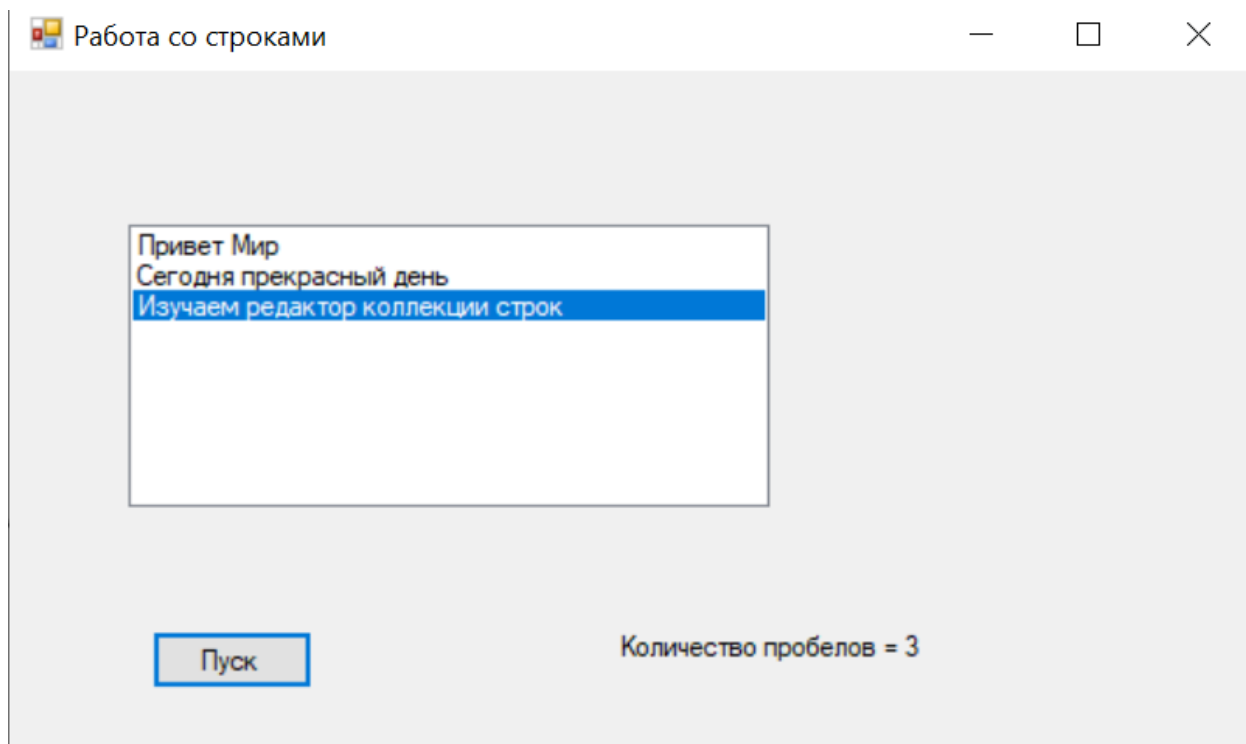 Работа со строками
Привет Мир
Сегодня прекрасный день
Изучаем редактор коллекции строк
Пуск
Количество пробелов = 3